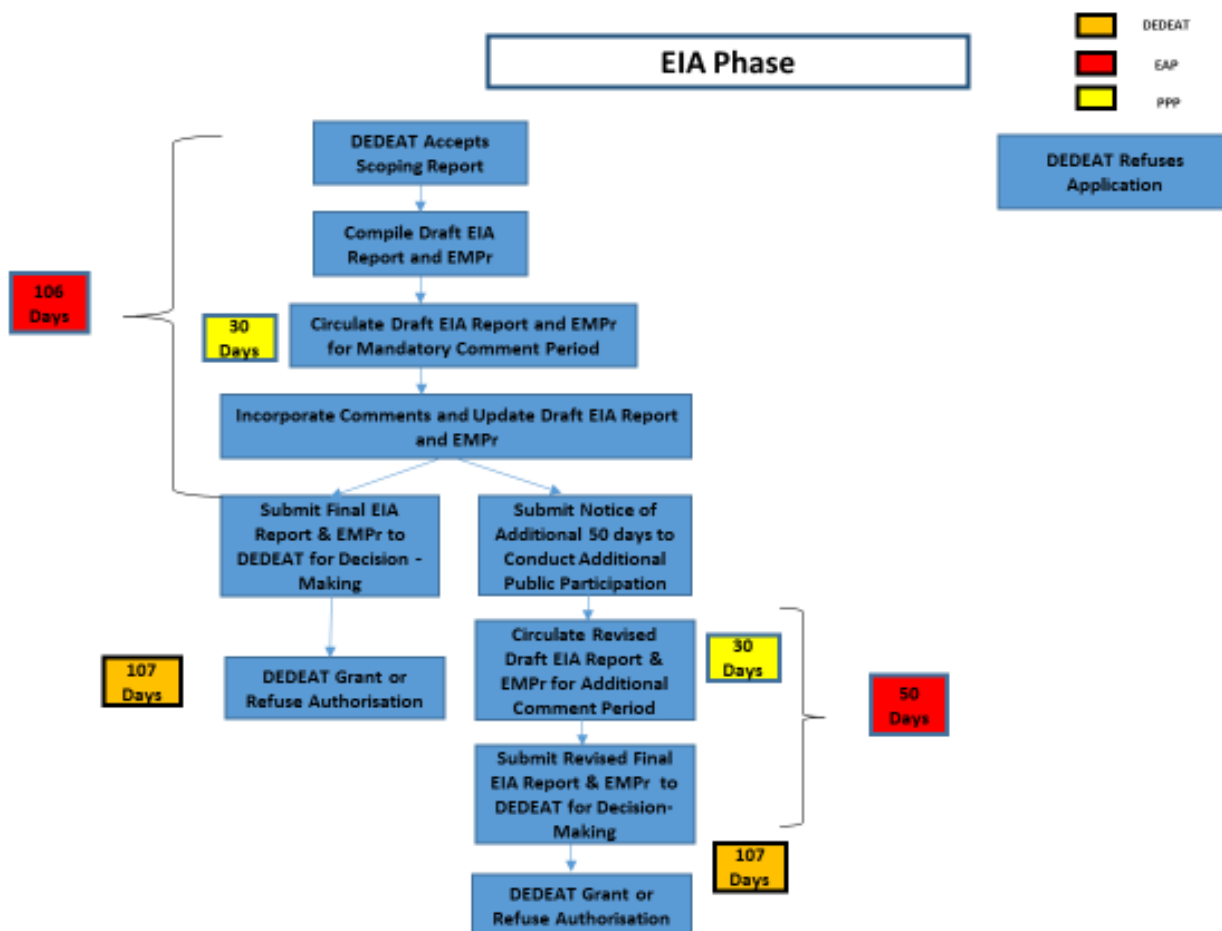 EIA Phase
DEDEAT
EAP
PPP
DEDEAT Accepts
Scoping Report
DEDEAT Refuses
Application
Compile Draft EIA
Report and EMPr
106
Days
30
Days
Circulate Draft EIA Report and EMPr
for Mandatory Comment Period
Incorporate Comments and Update Draft EIA Report
and EMPr
Submit Final EIA
Report & EMPr to
DEDEAT for Decision -
Making
Submit Notice of
Additional 50 days to
Conduct Additional
Public Participation
107
Days
DEDEAT Grant or
Refuse Authorisation
Circulate Revised
Draft EIA Report &
EMPr for Additional
Comment Period
30
Days
50
Days
Submit Revised Final
EIA Report & EMPr to
DEDEAT for Decision-
Making
107
Days
DEDEAT Grant or
Refuse Authorisation